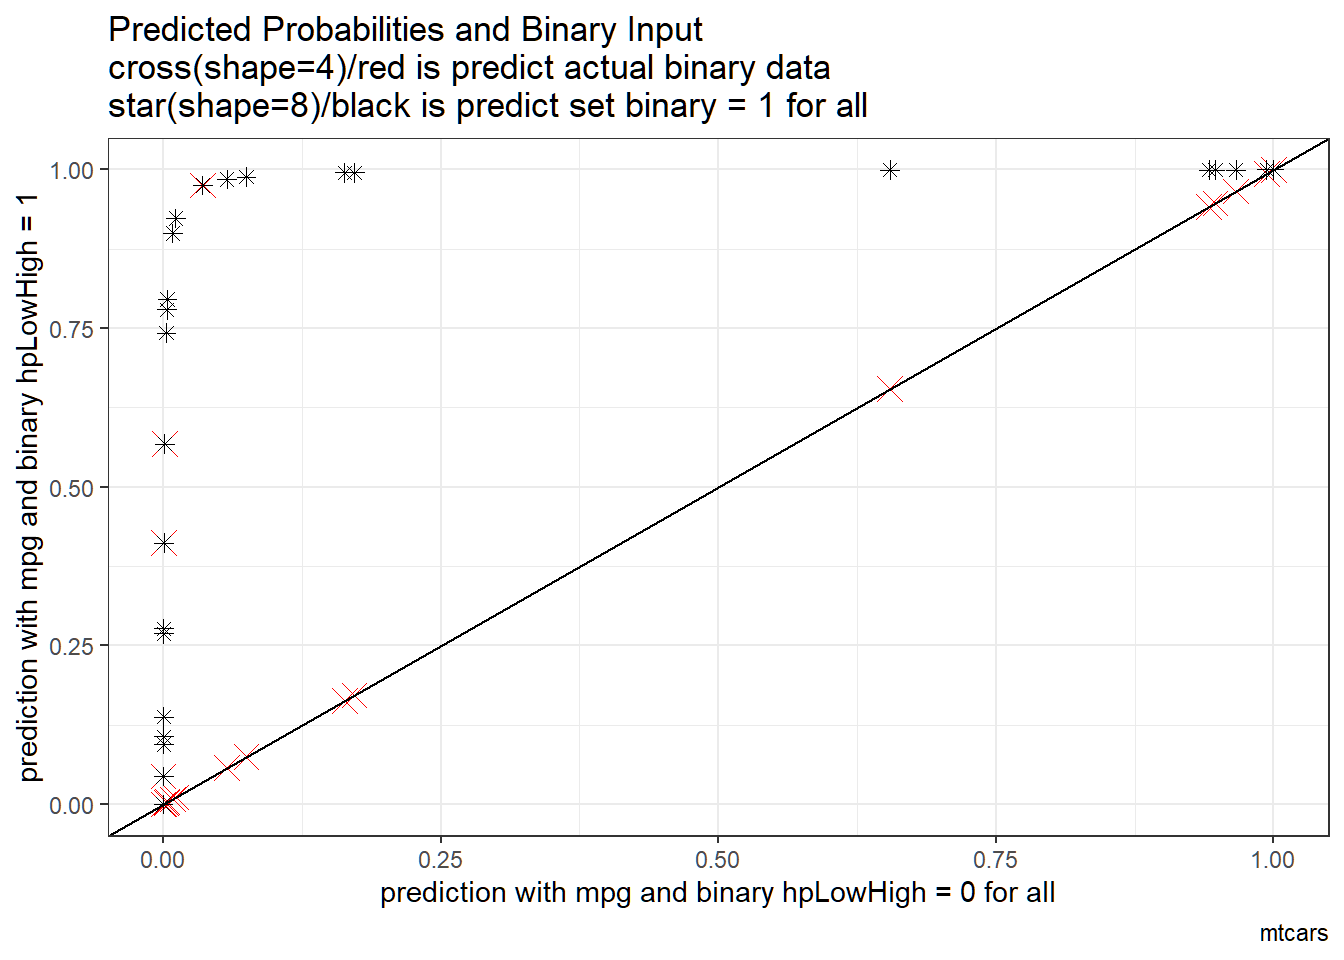 Predicted Probabilities and Binary Input
cross(shape=4)/red is predict actual binary data
star(shape=8)/black is predict set binary = 1 for all
prediction with mpg and binary hpLowHigh = 1
1.00
0.75
0.50
0.25
0.00
0.00
0.25
0.50
0.75
1.00
prediction with mpg and binary hpLowHigh = 0 for all
mtcars